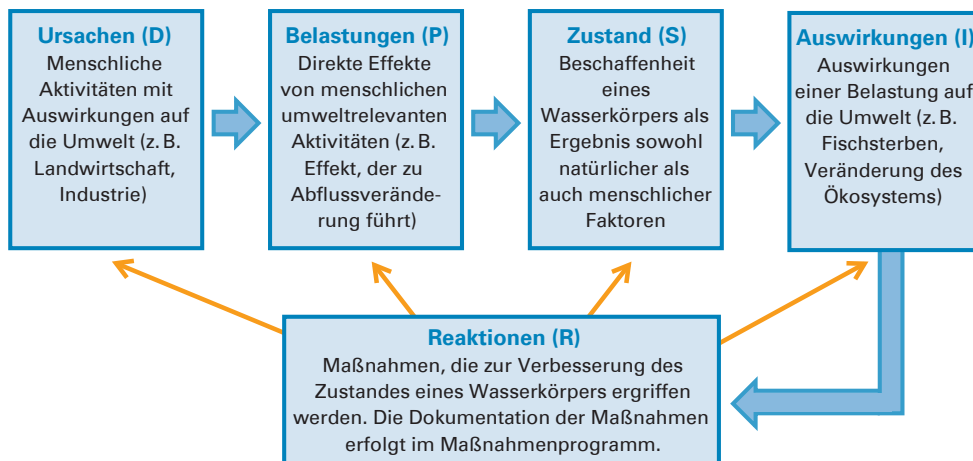 Ursachen (D)
Menschliche
Aktivitäten mit
Auswirkungen auf
die Umwelt (z. B.
Landwirtschaft,
Industrie)
Belastungen (P)
Direkte Effekte
von menschlichen
umweltrelevanten
Aktivitäten (z. B.
Effekt, der zu
Abflussverände-
rung führt)
Zustand (S)
Beschaffenheit
eines
Wasserkörpers als
Ergebnis sowohl
natürlicher als
auch menschlicher
Faktoren
Auswirkungen (I)
Auswirkungen
einer Belastung auf
die Umwelt (z. B.
Fischsterben,
Veränderung des
Ökosystems)
Reaktionen (R)
Maßnahmen, die zur Verbesserung des
Zustandes eines Wasserkörpers ergriffen
werden. Die Dokumentation der Maßnahmen
erfolgt im Maßnahmenprogramm.